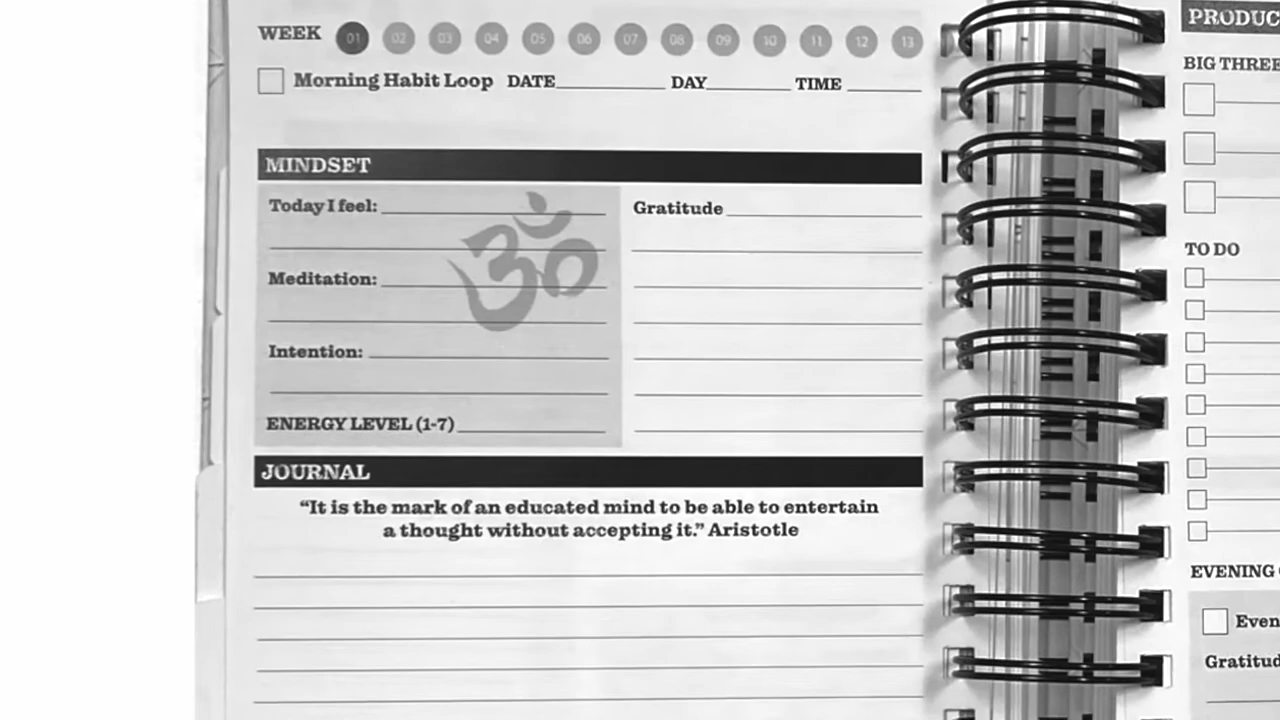 WEEK 01 02 03 04 05 06 07 08 09 10 11 12 13
Morning Habit Loop DATE DAY TIME
MINDSET
Today I feel:
Meditation:
Intention:
ENERGY LEVEL (1-7)
ॐ
Gratitude
JOURNAL
“It is the mark of an educated mind to be able to entertain
a thought without accepting it.” Aristotle
BIG THREE
TO DO
EVENING